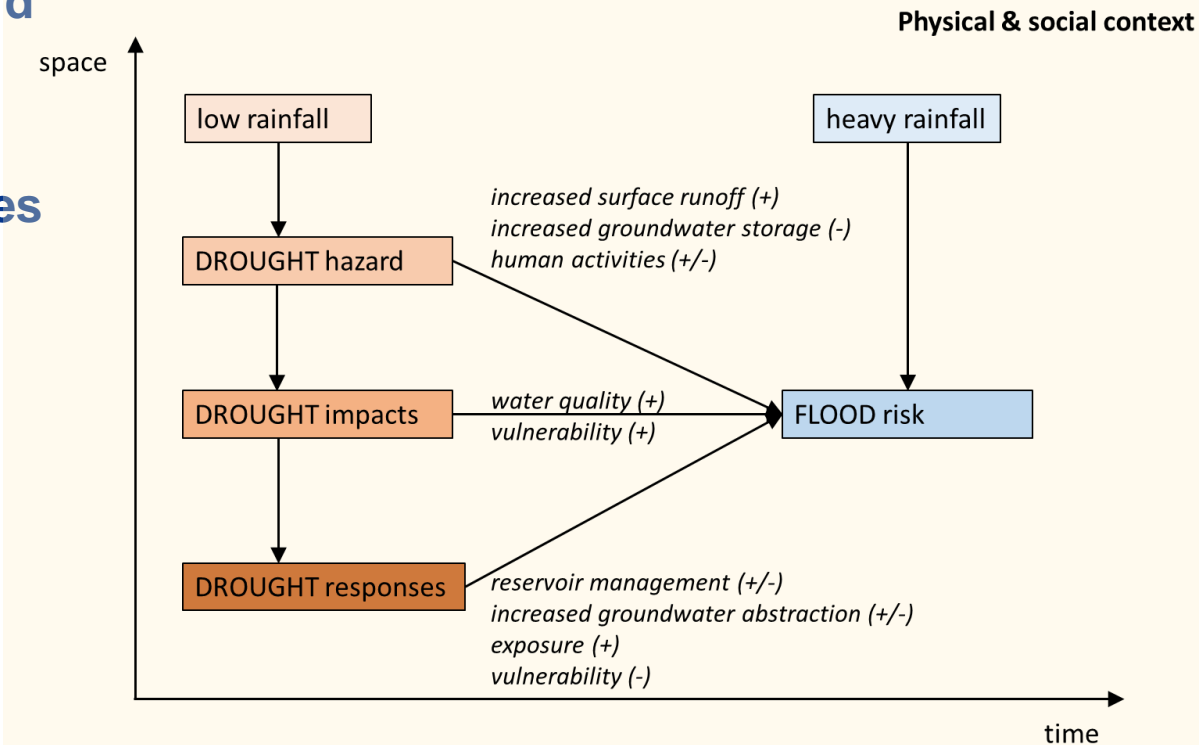 d
Physical & social context
space
low rainfall
heavy rainfall
es
increased surface runoff (+)
increased groundwater storage (-)
human activities (+/-)
DROUGHT hazard
water quality (+)
vulnerability (+)
DROUGHT impacts
FLOOD risk
DROUGHT responses
reservoir management (+/-)
increased groundwater abstraction (+/-)
exposure (+)
vulnerability (-)
time